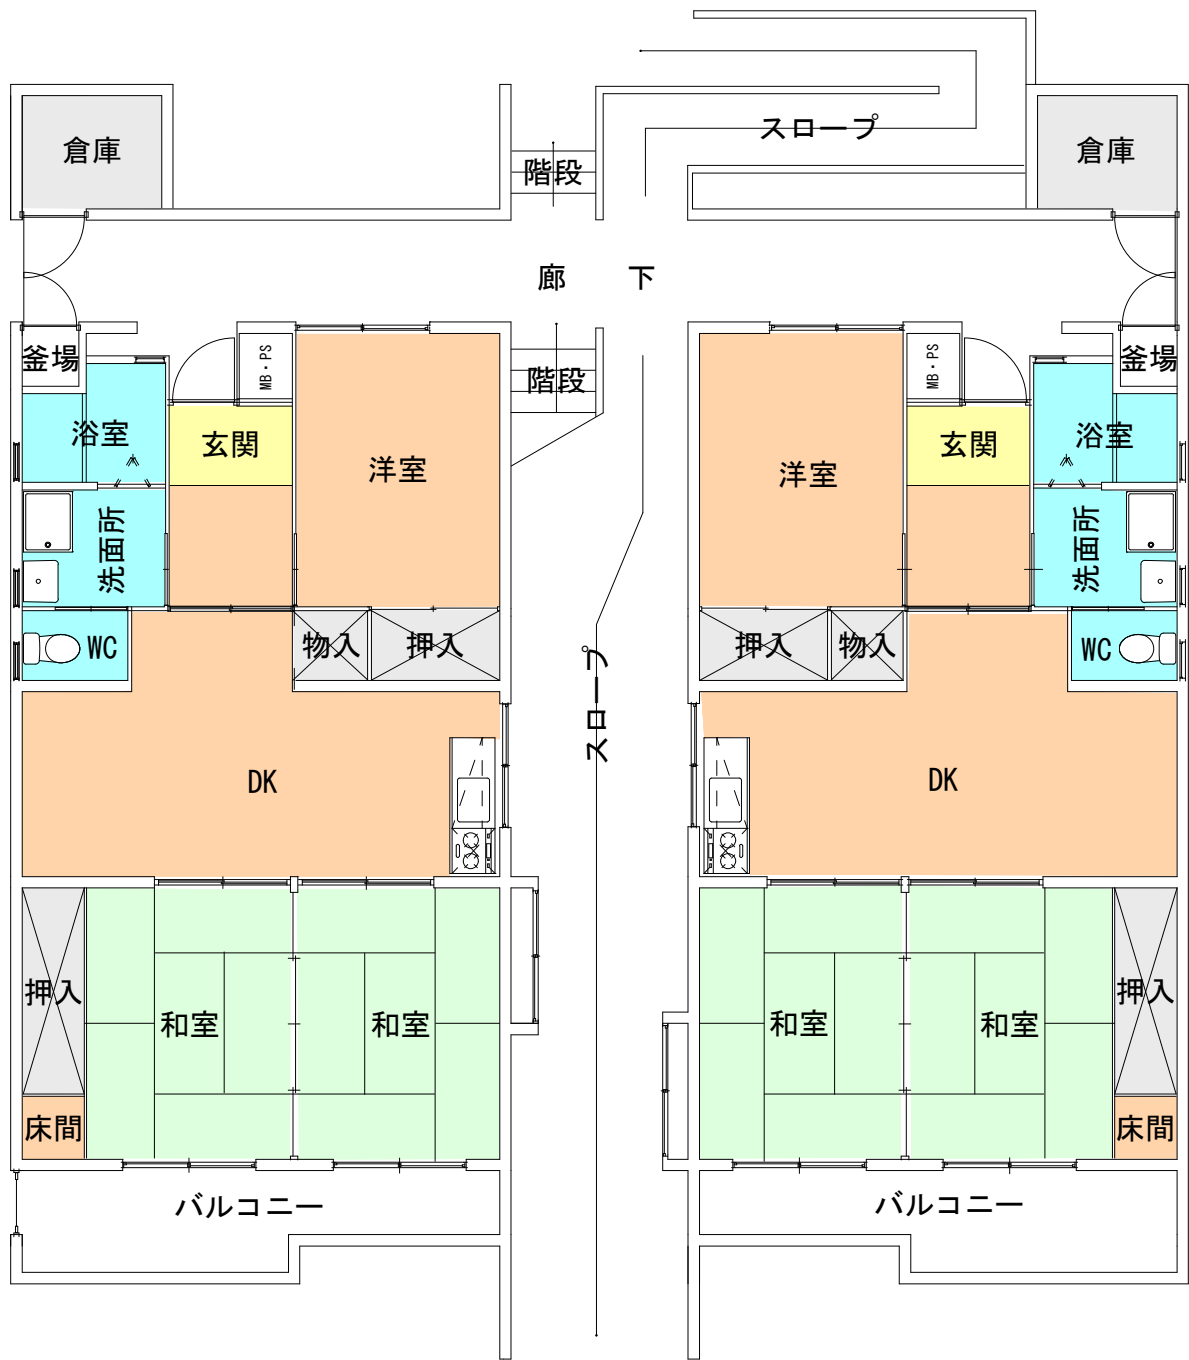 スロープ
倉庫
階段
倉庫
廊　下
釜場
MB・PS
階段
MB・PS
釜場
浴室
玄関
洋室
洋室
玄関
浴室
洗面所
洗面所
WC
物入
押入
スロープ
押入
物入
WC
DK
DK
押入
和室
和室
和室
和室
押入
床間
床間
バルコニー
バルコニー